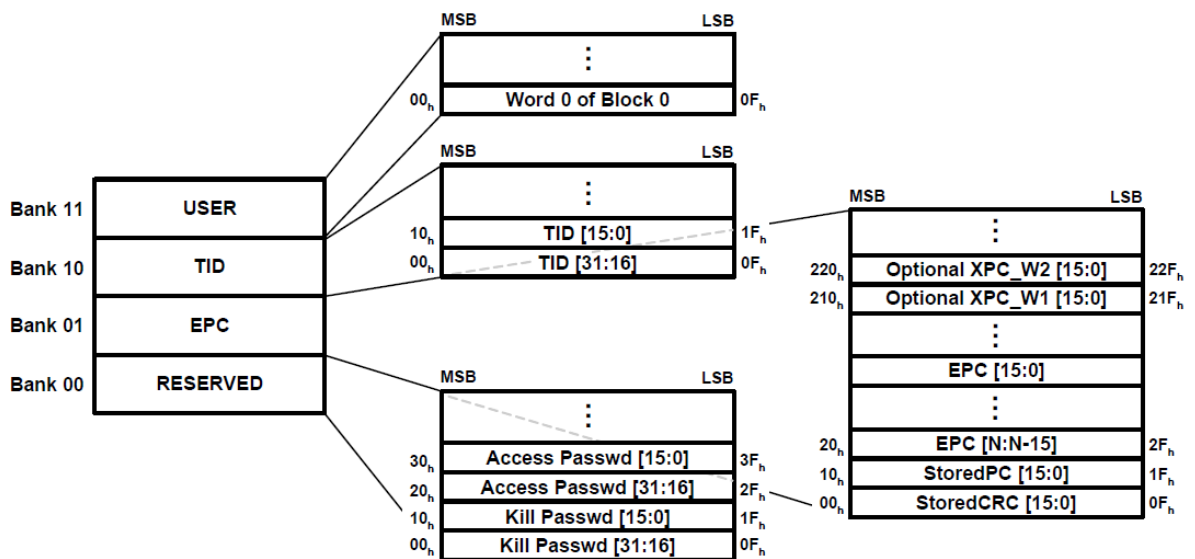 MSB LSB
⋮
00h Word 0 of Block 0 0Fh
MSB LSB
⋮
10h TID [15:0] 1Fh
00h TID [31:16] 0Fh
Bank 11 USER
Bank 10 TID
Bank 01 EPC
Bank 00 RESERVED
MSB LSB
⋮
30h Access Passwd [15:0] 3Fh
20h Access Passwd [31:16] 2Fh
10h Kill Passwd [15:0] 1Fh
00h Kill Passwd [31:16] 0Fh
MSB LSB
⋮
220h Optional XPC_W2 [15:0] 22Fh
210h Optional XPC_W1 [15:0] 21Fh
⋮
EPC [15:0]
⋮
20h EPC [N:N-15] 2Fh
10h StoredPC [15:0] 1Fh
00h StoredCRC [15:0] 0Fh